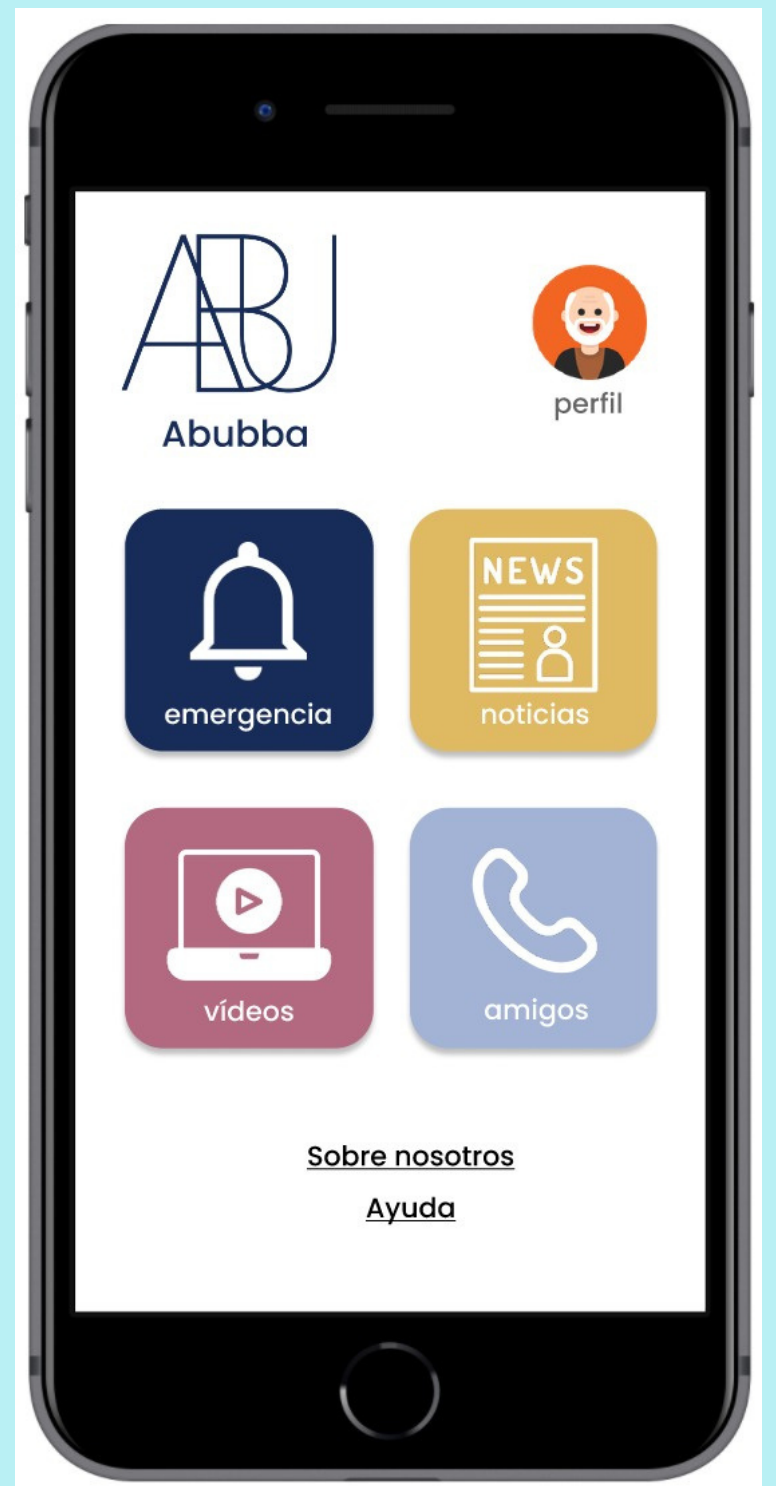 ABU
Abubba
perfil
emergencia
NEWS
noticias
vídeos
amigos
Sobre nosotros
Ayuda